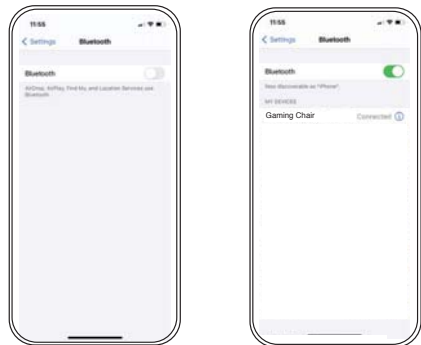 11:55
Settings Bluetooth
Bluetooth
AirDrop, AirPlay, Find My, and Location Services use
Bluetooth.
11:55
Settings Bluetooth
Bluetooth
Now discoverable as "iPhone".
MY DEVICES
Gaming Chair Connected